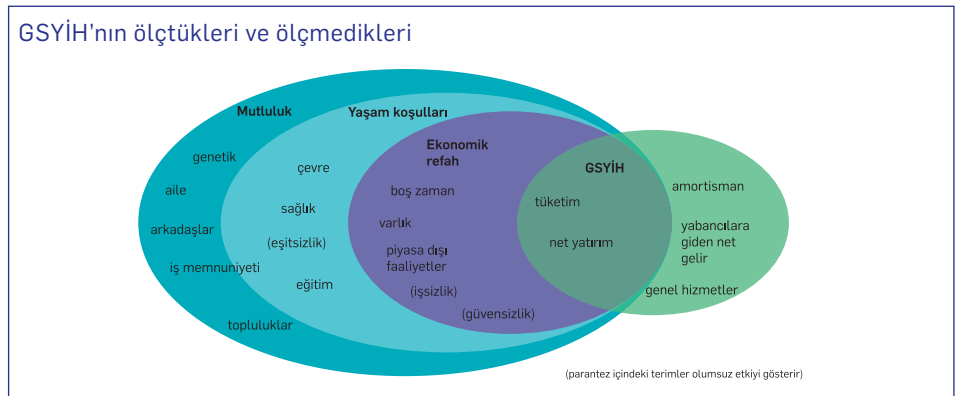 GSYİH'nın ölçtükleri ve ölçmedikleri
Mutluluk
genetik
aile
arkadaşlar
iş memnuniyeti
topluluklar
Yaşam koşulları
çevre
sağlık
(eşitsizlik)
eğitim
Ekonomik
refah
boş zaman
varlık
piyasa dışı
faaliyetler
(işsizlik)
(güvensizlik)
GSYİH
tüketim
net yatırım
amortisman
yabancılara
giden net
gelir
genel hizmetler
(parantez içindeki terimler olumsuz etkiyi gösterir)